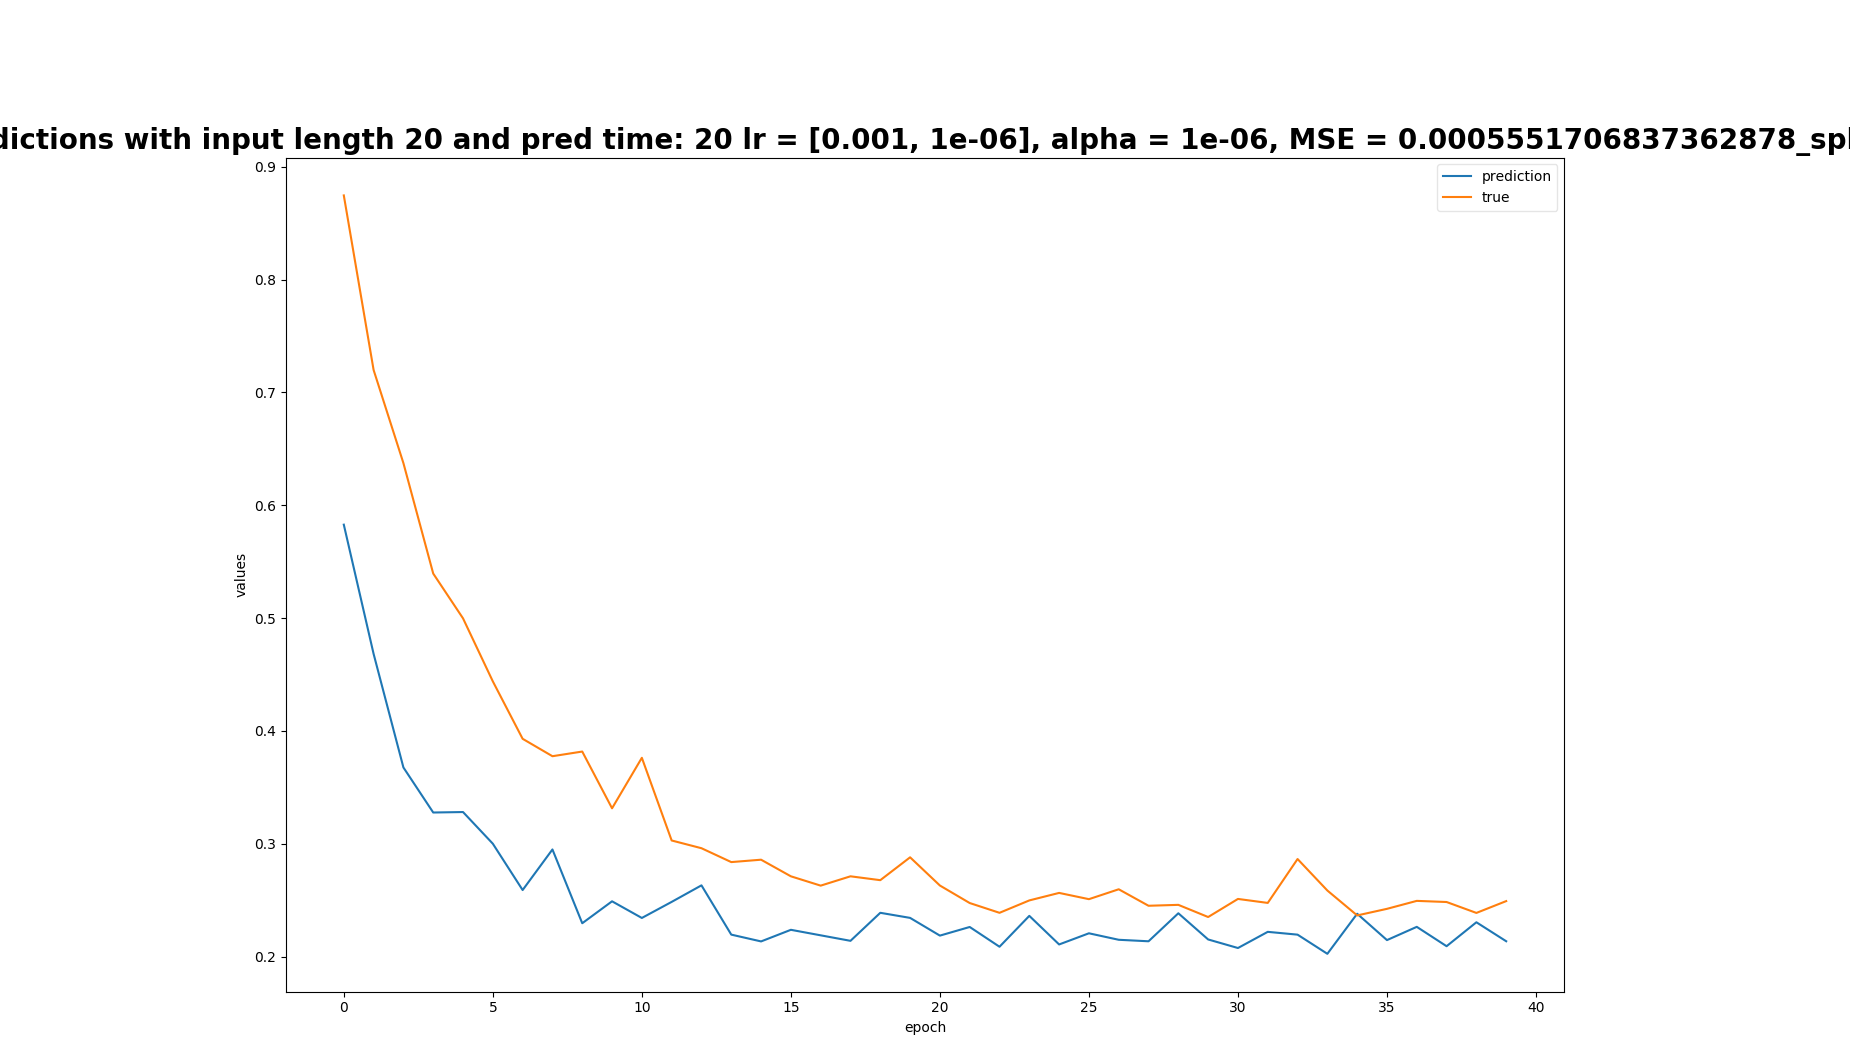 dictions with input length 20 and pred time: 20 lr = [0.001, 1e-06], alpha = 1e-06, MSE = 0.0005551706837362878_spl
prediction
true
0.9
0.8
0.7
0.6
0.5
0.4
0.3
0.2
values
0 5 10 15 20 25 30 35 40
epoch